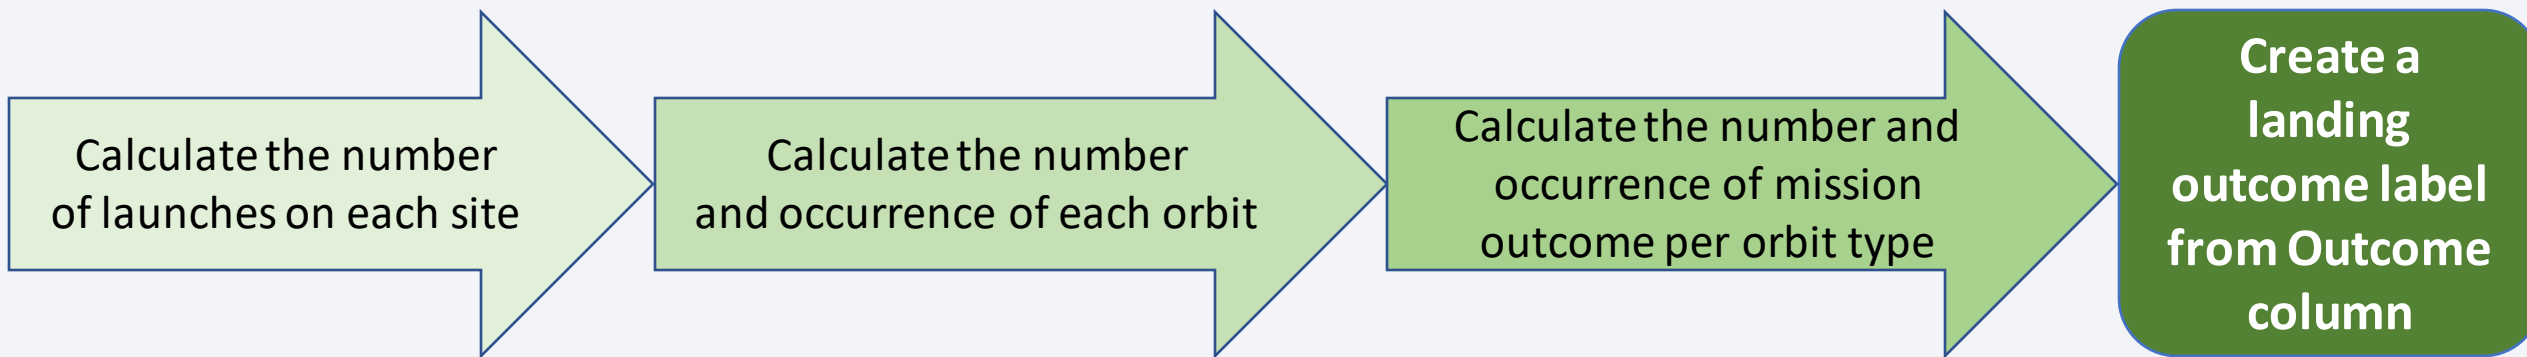 Calculate the number
of launches on each site
Calculate the number
and occurrence of each orbit
Calculate the number and
occurrence of mission
outcome per orbit type
Create a
landing
outcome label
from Outcome
column